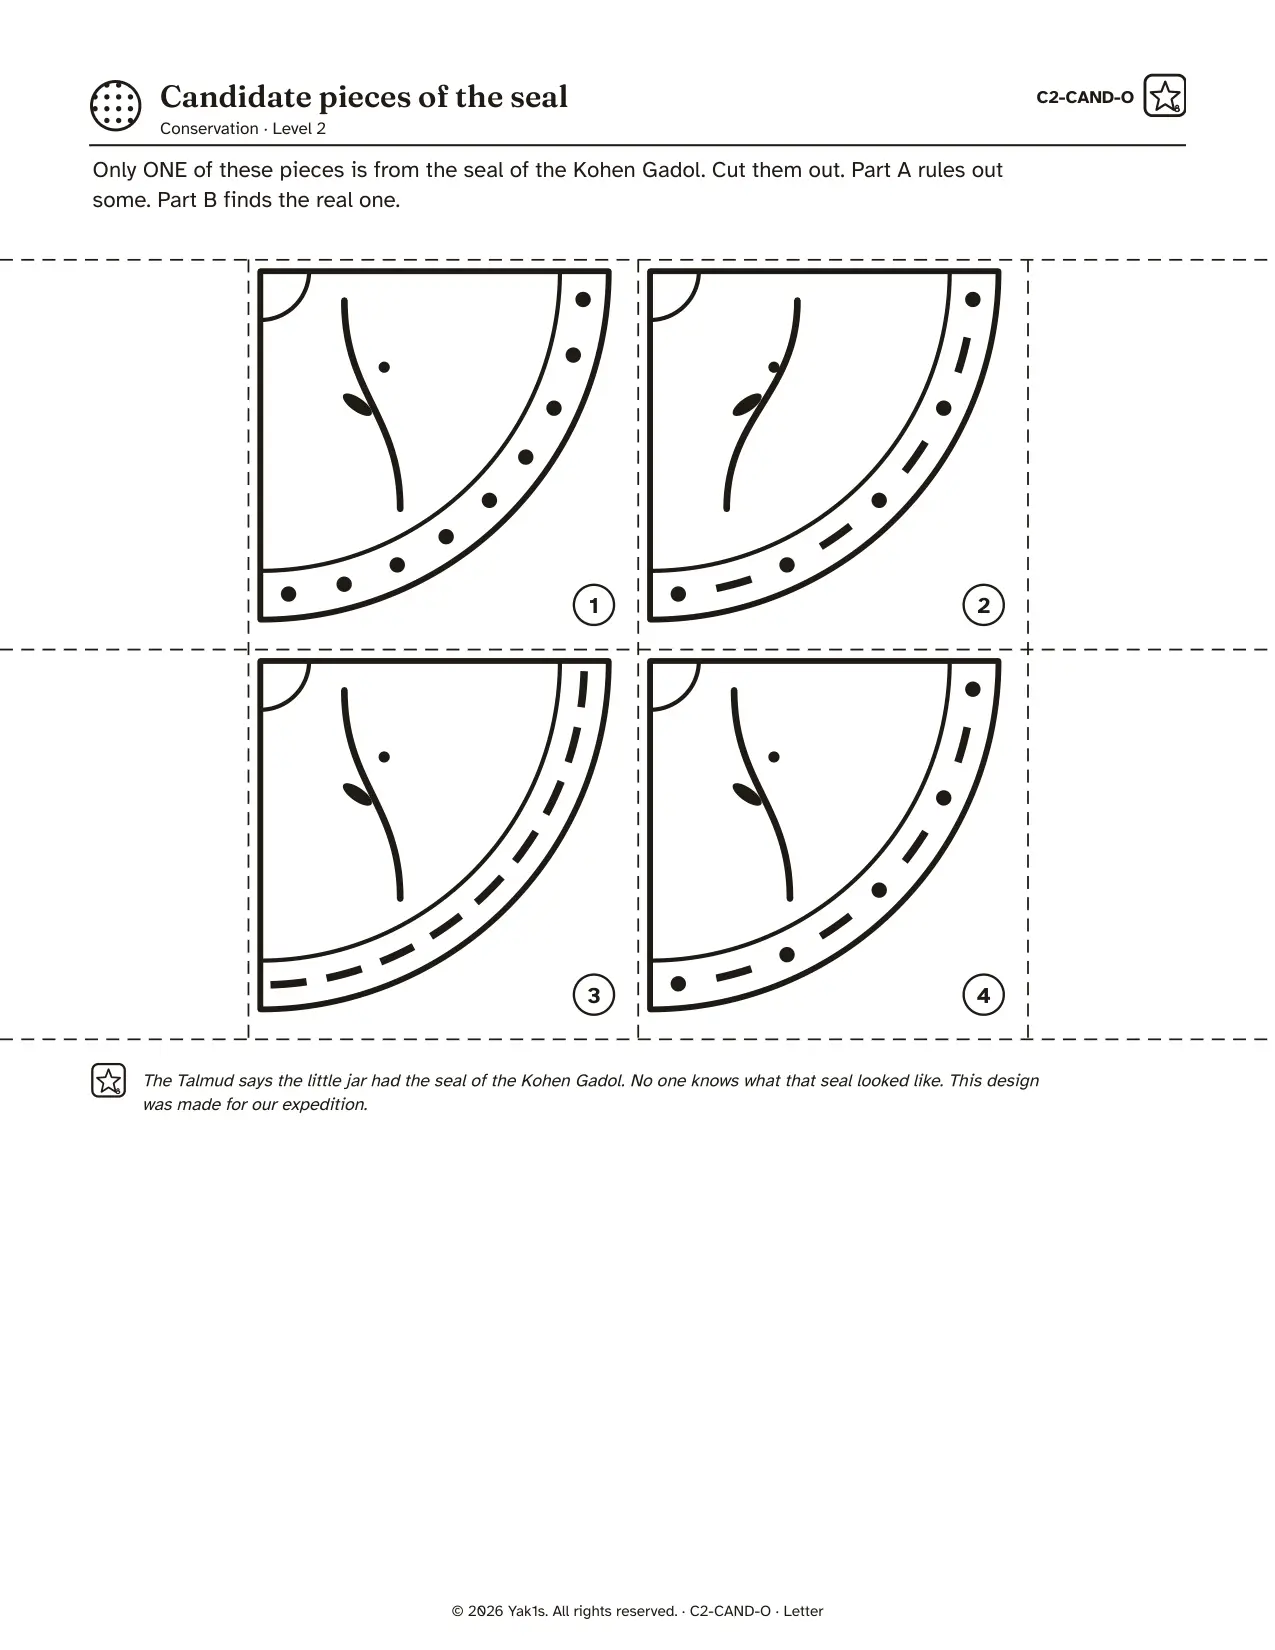 Candidate pieces of the seal
Conservation · Level 2
C2-CAND-O
Only ONE of these pieces is from the seal of the Kohen Gadol. Cut them out. Part A rules out
some. Part B finds the real one.
1
2
3
4
The Talmud says the little jar had the seal of the Kohen Gadol. No one knows what that seal looked like. This design
was made for our expedition.
© 2026 Yak1s. All rights reserved. · C2-CAND-O · Letter